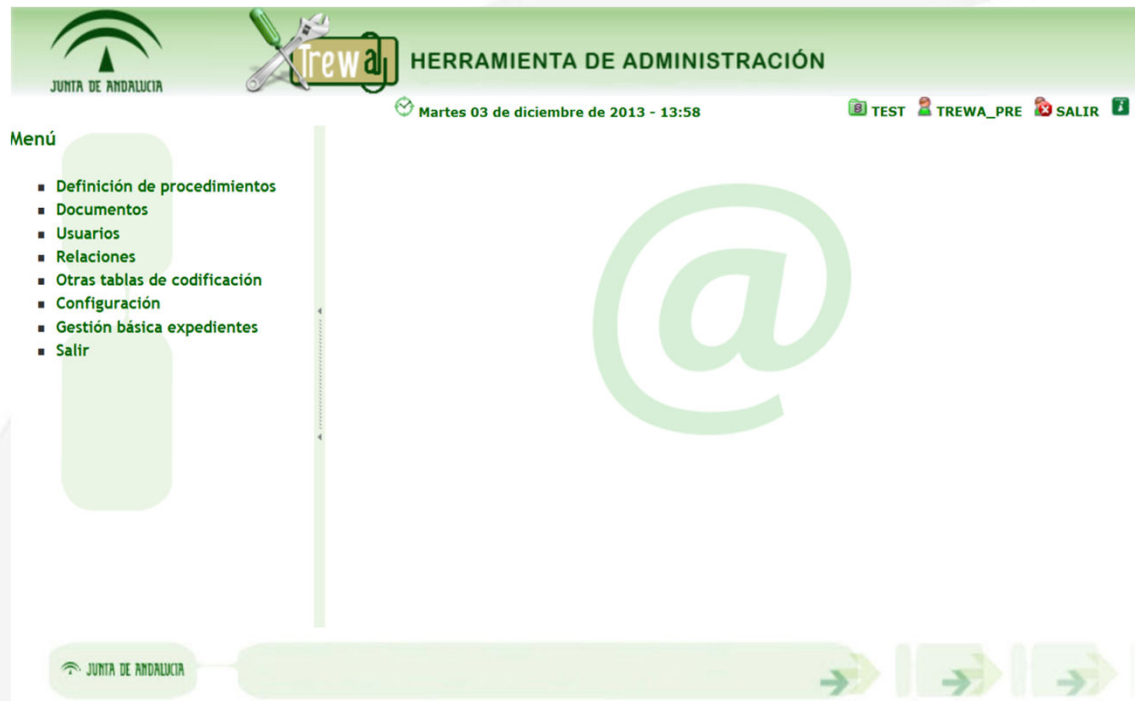 JUNTA DE ANDALUCIA
Trew@
HERRAMIENTA DE ADMINISTRACIÓN
Martes 03 de diciembre de 2013 - 13:58
TEST TREWA_PRE SALIR i
Menú
Definición de procedimientos
Documentos
Usuarios
Relaciones
Otras tablas de codificación
Configuración
Gestión básica expedientes
Salir
@
JUNTA DE ANDALUCIA